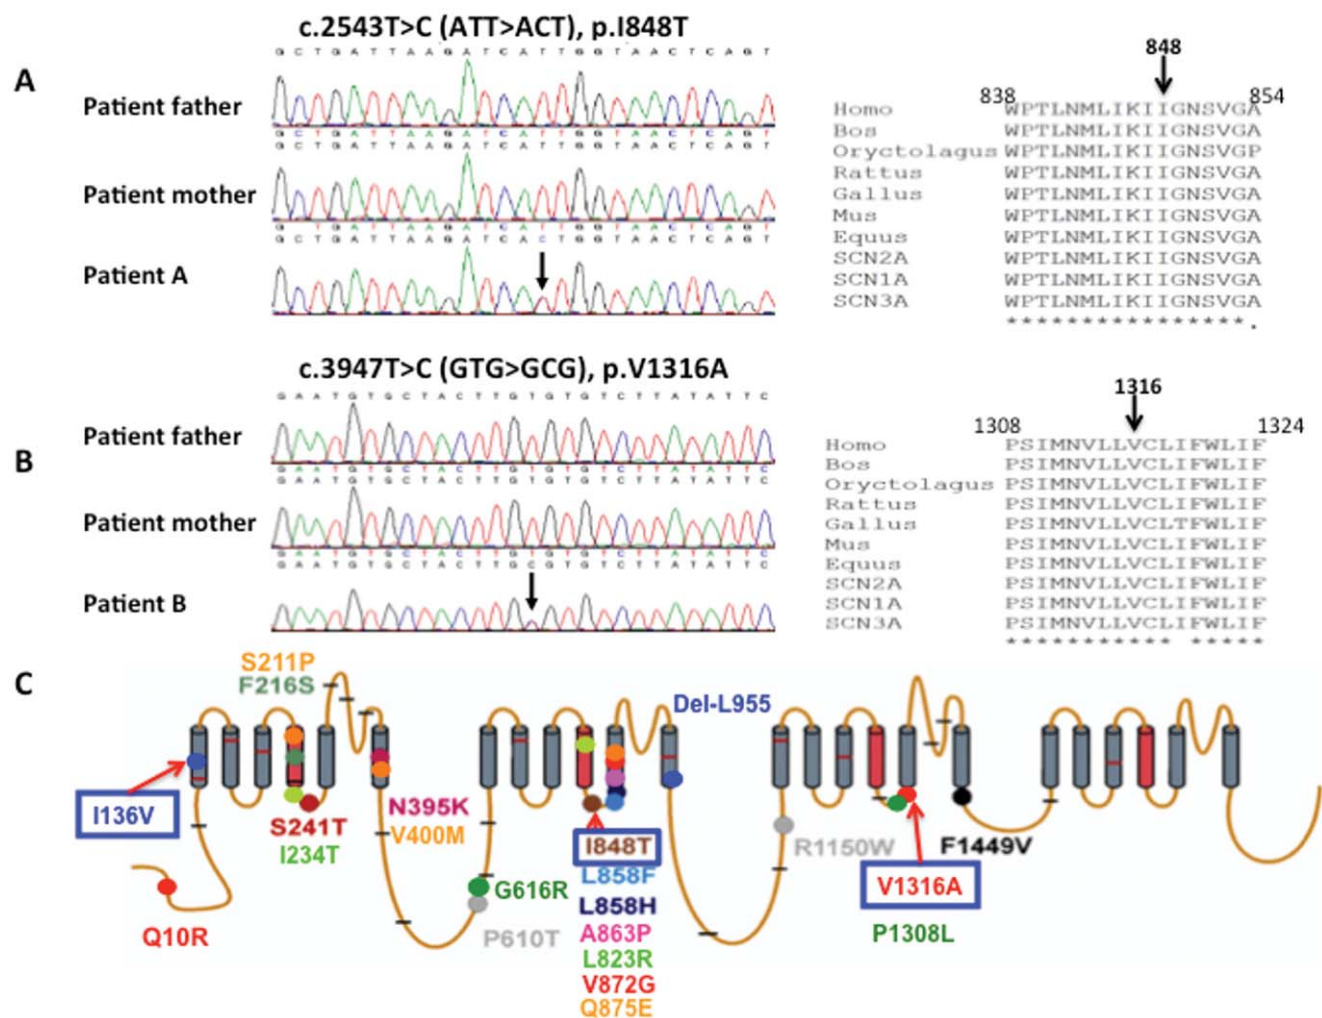 c.2543T>C (ATT>ACT), p.I848T
G C T G A T T A A G A T C A T T G G T A A C T C A G T
A
Patient father
G C T G A T T A A G A T C A T T G G T A A C T C A G T
G C T G A T T A A G A T C A T T G G T A A C T C A G T
Patient mother
G C T G A T T A A G A T C A T T G G T A A C T C A G T
G C T G A T T A A G A T C A C T G G T A A C T C A G T
Patient A
848
838 854
Homo WPTLNMLIKIIGNSVGA
Bos WPTLNMLIKIIGNSVGA
Oryctolagus WPTLNMLIKIIGNSVGP
Rattus WPTLNMLIKIIGNSVGA
Gallus WPTLNMLIKIIGNSVGA
Mus WPTLNMLIKIIGNSVGA
Equus WPTLNMLIKIIGNSVGA
SCN2A WPTLNMLIKIIGNSVGA
SCN1A WPTLNMLIKIIGNSVGA
SCN3A WPTLNMLIKIIGNSVGA
****************.
c.3947T>C (GTG>GCG), p.V1316A
G A A T G T G C T A C T T G T G T G T C T T A T A T T C
B
Patient father
G A A T G T G C T A C T T G T G T G T C T T A T A T T C
G A A T G T G C T A C T T G T G T G T C T T A T A T T C
Patient mother
G A A T G T G C T A C T T G T G T G T C T T A T A T T C
G A A T G T G C T A C T T G C G T G T C T T A T A T T C
Patient B
1316
1308 1324
Homo PSIMNVLLVCLIFWLIF
Bos PSIMNVLLVCLIFWLIF
Oryctolagus PSIMNVLLVCLIFWLIF
Rattus PSIMNVLLVCLIFWLIF
Gallus PSIMNVLLVCLTFWLIF
Mus PSIMNVLLVCLIFWLIF
Equus PSIMNVLLVCLIFWLIF
SCN2A PSIMNVLLVCLIFWLIF
SCN1A PSIMNVLLVCLIFWLIF
SCN3A PSIMNVLLVCLIFWLIF
*********** *****
C
S211P
F216S
Del-L955
I136V
N395K
S241T
V400M
I234T
I848T
R1150W
F1449V
L858F
G616R
V1316A
L858H
Q10R
P610T
A863P
P1308L
L823R
V872G
Q875E